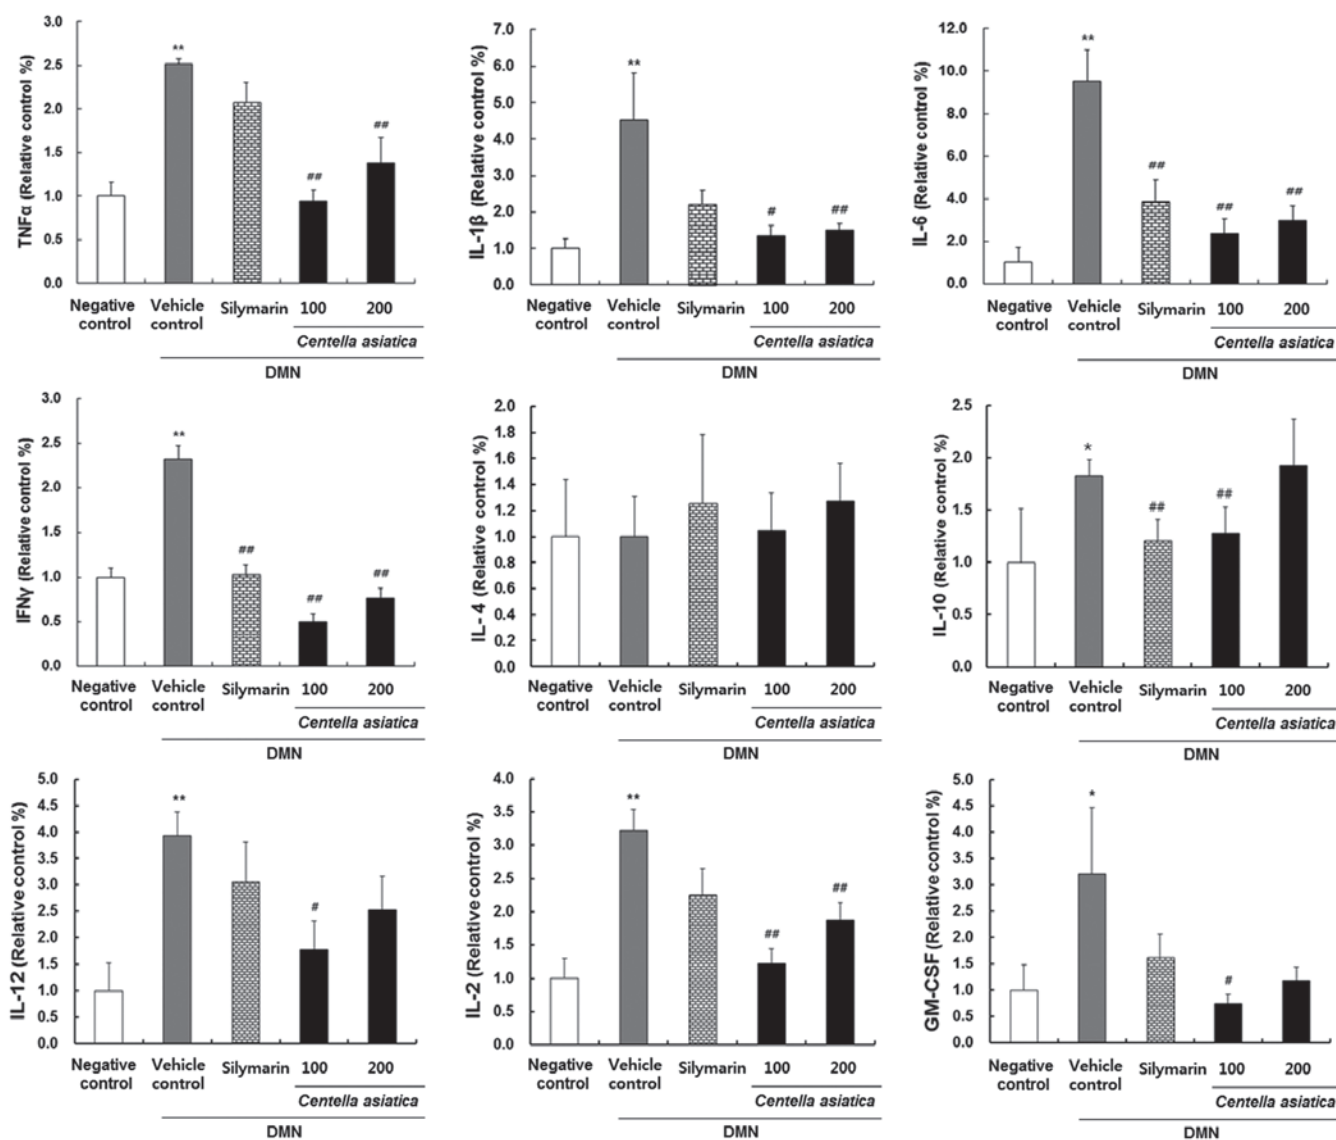 TNFα (Relative control %)
3.0
2.5
2.0
1.5
1.0
0.5
0.0
**
##
##
Negative control
Vehicle control
Silymarin
100
200
Centella asiatica
DMN
IL-1β (Relative control %)
7.0
6.0
5.0
4.0
3.0
2.0
1.0
0.0
**
#
##
Negative control
Vehicle control
Silymarin
100
200
Centella asiatica
DMN
IL-6 (Relative control %)
12.0
10.0
8.0
6.0
4.0
2.0
0.0
**
##
##
##
Negative control
Vehicle control
Silymarin
100
200
Centella asiatica
DMN
IFNγ (Relative control %)
3.0
2.5
2.0
1.5
1.0
0.5
0.0
**
##
##
##
Negative control
Vehicle control
Silymarin
100
200
Centella asiatica
DMN
IL- 4 (Relative control %)
2.0
1.8
1.6
1.4
1.2
1.0
0.8
0.6
0.4
0.2
0.0
Negative control
Vehicle control
Silymarin
100
200
Centella asiatica
DMN
IL-10 (Relative control %)
2.5
2.0
1.5
1.0
0.5
0.0
*
##
##
Negative control
Vehicle control
Silymarin
100
200
Centella asiatica
DMN
IL-12 (Relative control %)
5.0
4.5
4.0
3.5
3.0
2.5
2.0
1.5
1.0
0.5
0.0
**
#
Negative control
Vehicle control
Silymarin
100
200
Centella asiatica
DMN
IL-2 (Relative control %)
4.0
3.5
3.0
2.5
2.0
1.5
1.0
0.5
0.0
**
##
##
Negative control
Vehicle control
Silymarin
100
200
Centella asiatica
DMN
GM-CSF (Relative control %)
5.0
4.5
4.0
3.5
3.0
2.5
2.0
1.5
1.0
0.5
0.0
*
#
Negative control
Vehicle control
Silymarin
100
200
Centella asiatica
DMN